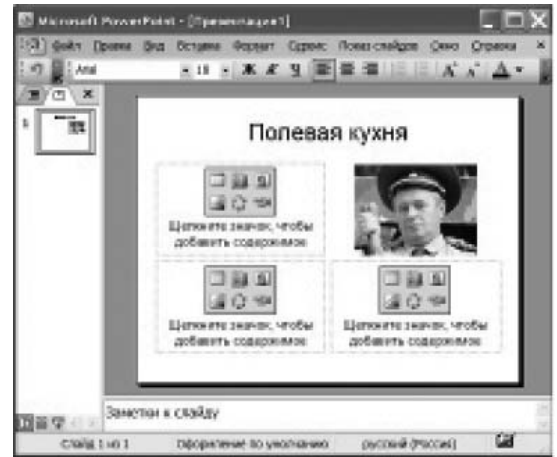 Microsoft PowerPoint - [Презентация1]
Файл Правка Вид Вставка Формат Сервис Показ слайдов Окно Справка
Arial 18 Ж К Ч
1
Полевая кухня
Щелкните значок, чтобы
добавить содержимое
Щелкните значок, чтобы
добавить содержимое
Щелкните значок, чтобы
добавить содержимое
Заметки к слайду
Слайд 1 из 1 Оформление по умолчанию русский (Россия)